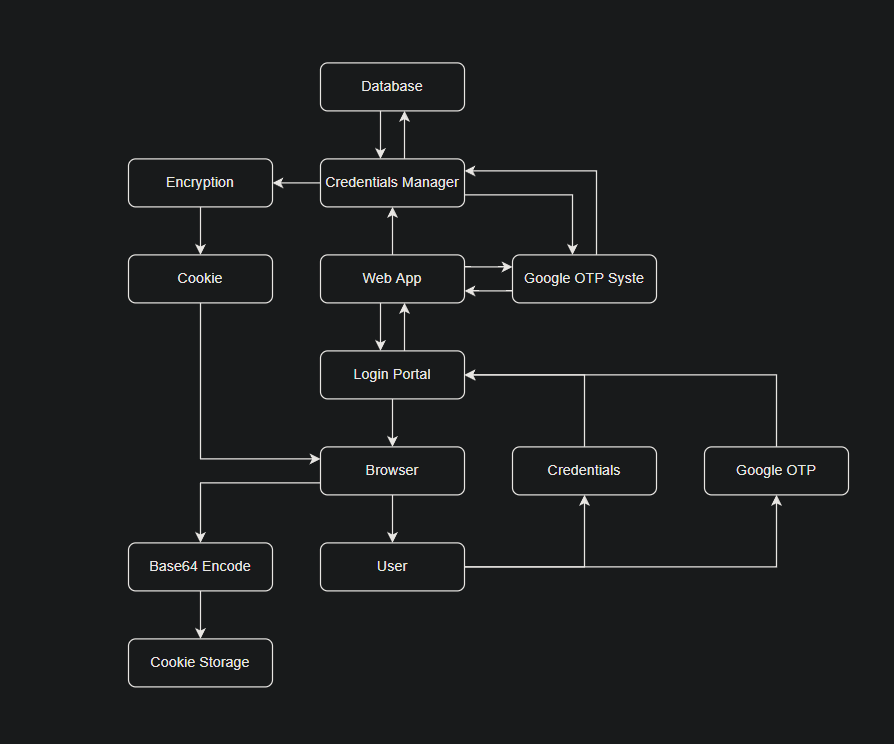 Database
Encryption
Credentials Manager
Cookie
Web App
Google OTP Syste
Login Portal
Browser
Credentials
Google OTP
Base64 Encode
User
Cookie Storage